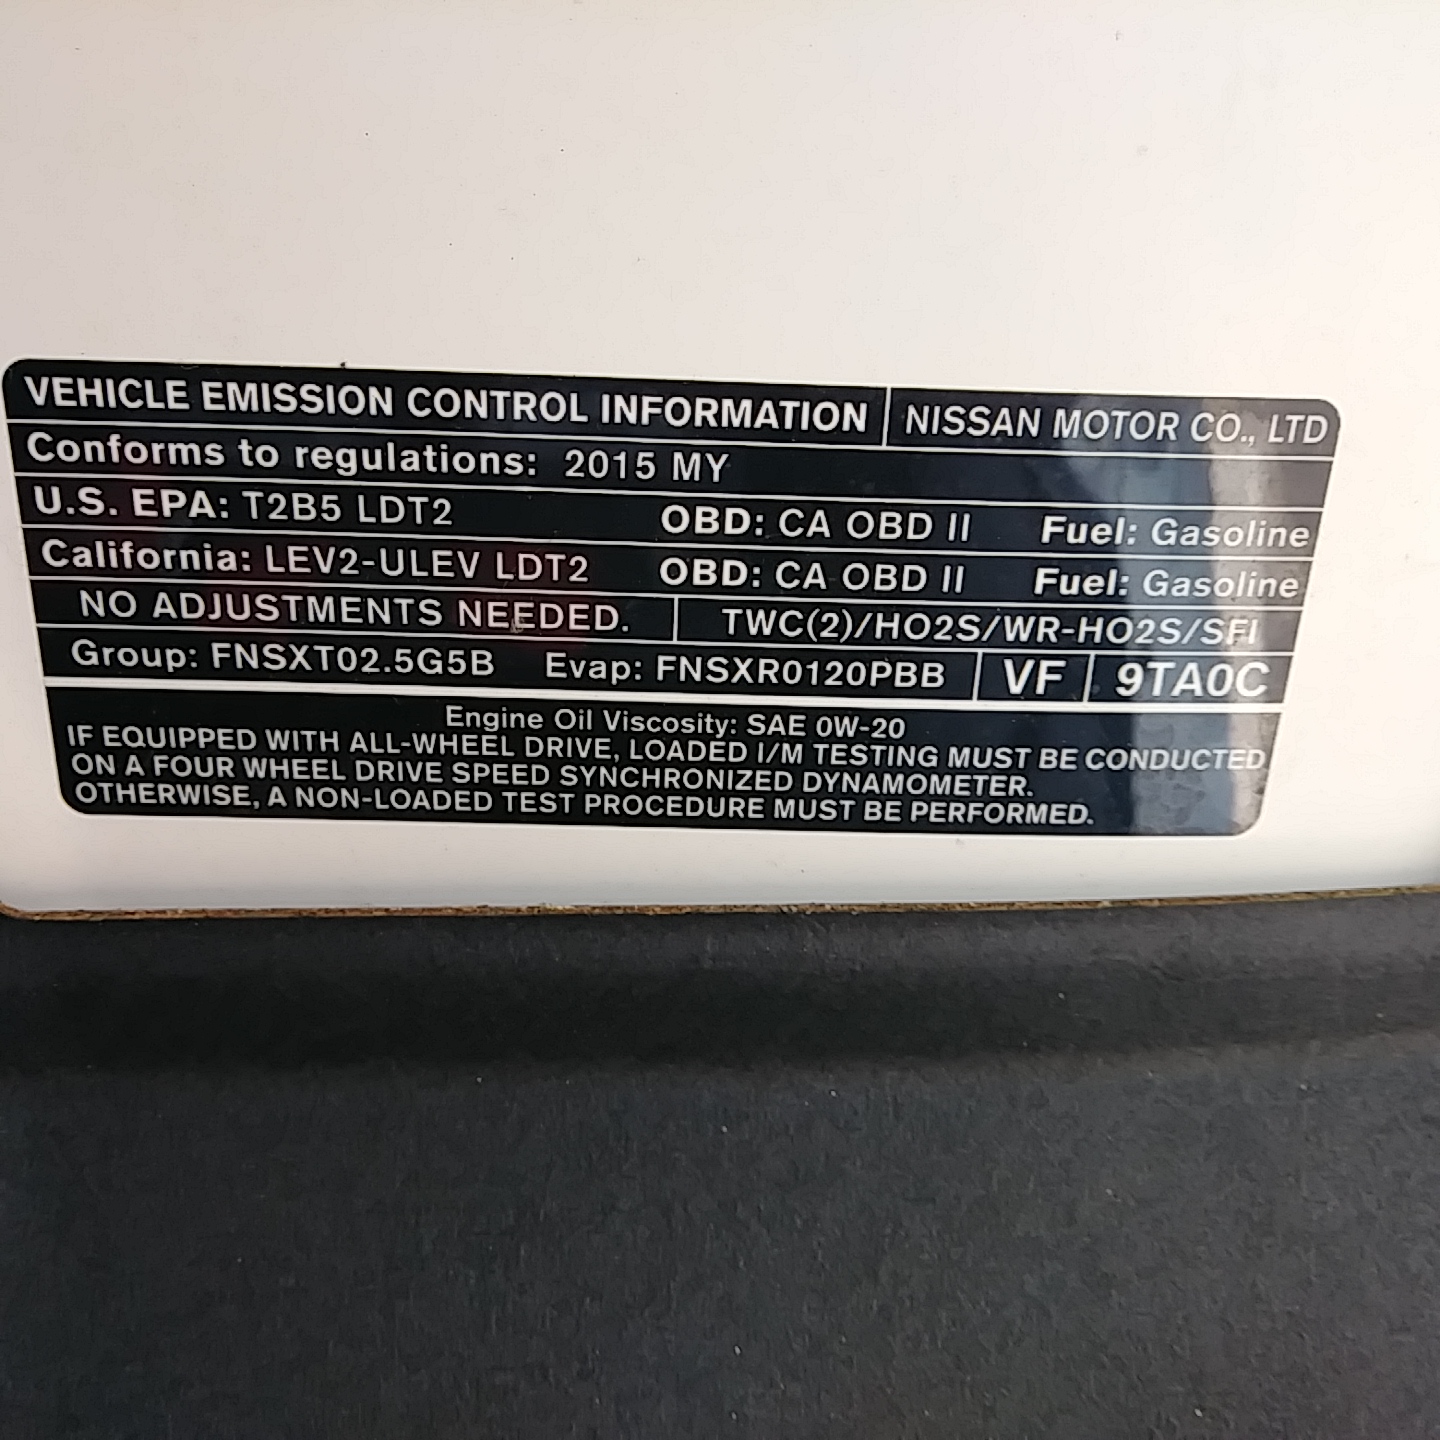 VEHICLE EMISSION CONTROL INFORMATION NISSAN MOTOR CO., LTD
Conforms to regulations: 2015 MY
U.S. EPA: T2B5 LDT2 OBD: CA OBD II Fuel: Gasoline
California: LEV2-ULEV LDT2 OBD: CA OBD II Fuel: Gasoline
NO ADJUSTMENTS NEEDED. TWC(2)/HO2S/WR-HO2S/SFI
Group: FNSXT02.5G5B Evap: FNSXR0120PBB VF 9TA0C
Engine Oil Viscosity: SAE 0W-20
IF EQUIPPED WITH ALL-WHEEL DRIVE, LOADED I/M TESTING MUST BE CONDUCTED
ON A FOUR WHEEL DRIVE SPEED SYNCHRONIZED DYNAMOMETER.
OTHERWISE, A NON-LOADED TEST PROCEDURE MUST BE PERFORMED.